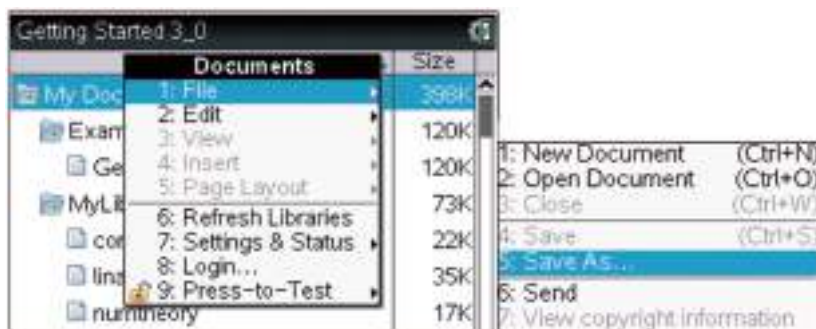 Getting Started 3_0
Documents
Size
My Doc
398K
1: File
2: Edit
3: View
4: Insert
5: Page Layout
6: Refresh Libraries
7: Settings & Status
8: Login...
9: Press-to-Test
Exam
120K
Ge
120K
MyLib
73K
22K
35K
numtheory
17K
1: New Document (Ctrl+N)
2: Open Document (Ctrl+O)
3: Close (Ctrl+W)
4: Save (Ctrl+S)
5: Save As...
6: Send
7: View copyright information